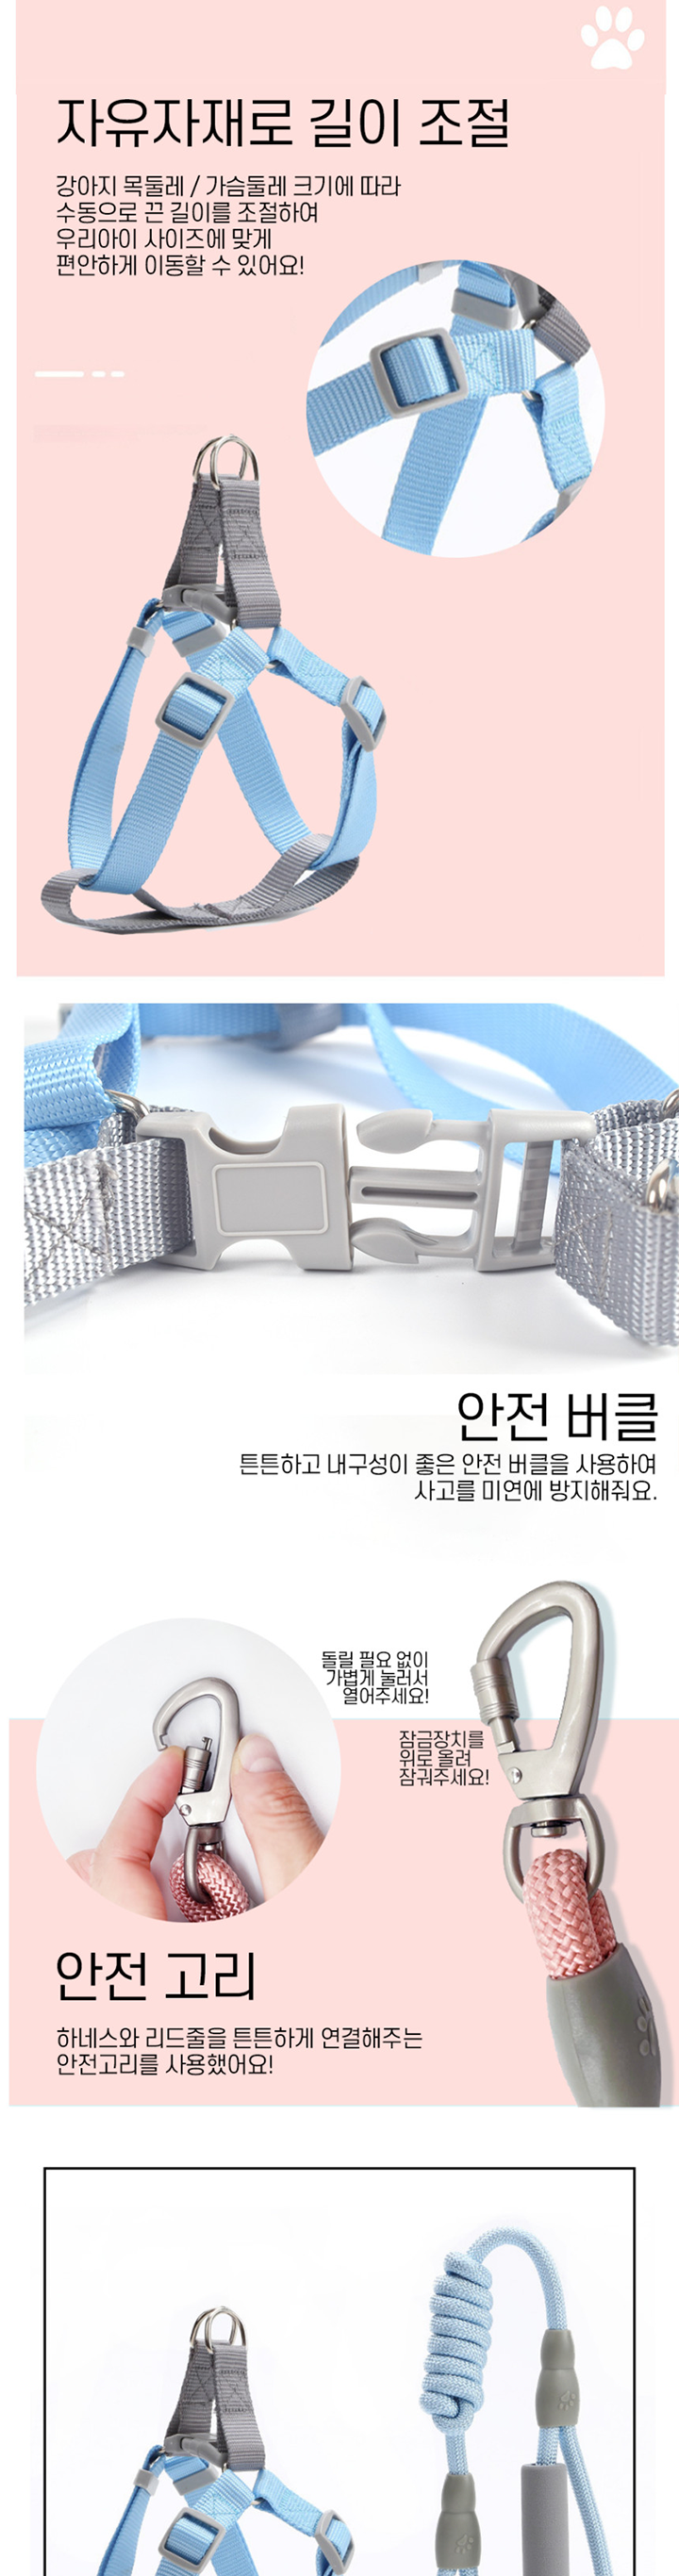 자유자재로 길이 조절
강아지 목둘레 / 가슴둘레 크기에 따라
수동으로 끈 길이를 조절하여
우리아이 사이즈에 맞게
편안하게 이동할 수 있어요!
안전 버클
튼튼하고 내구성이 좋은 안전 버클을 사용하여
사고를 미연에 방지해줘요.
돌릴 필요 없이
가볍게 눌러서
열어주세요!
잠금장치를
위로 올려
잠궈주세요!
안전 고리
하네스와 리드줄을 튼튼하게 연결해주는
안전고리를 사용했어요!